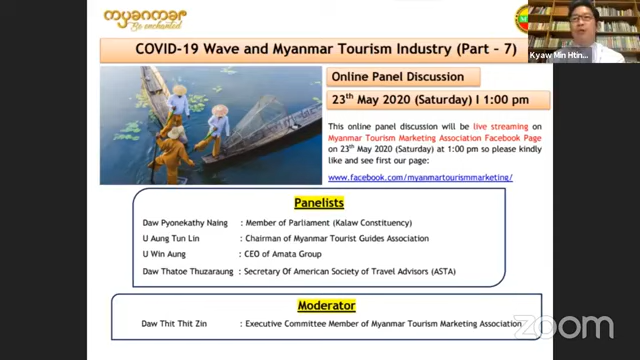 myanmar
Be enchanted
COVID-19 Wave and Myanmar Tourism Industry (Part – 7)
Kyaw Min Htin...
Online Panel Discussion
23th May 2020 (Saturday) I 1:00 pm
This online panel discussion will be live streaming on
Myanmar Tourism Marketing Association Facebook Page
on 23th May 2020 (Saturday) at 1:00 pm so please kindly
like and see first our page:
www.facebook.com/myanmartourismmarketing/
Panelists
Daw Pyonekathy Naing : Member of Parliament (Kalaw Constituency)
U Aung Tun Lin : Chairman of Myanmar Tourist Guides Association
U Win Aung : CEO of Amata Group
Daw Thatoe Thuzaraung : Secretary Of American Society of Travel Advisors (ASTA)
Moderator
Daw Thit Thit Zin : Executive Committee Member of Myanmar Tourism Marketing Association
zoom